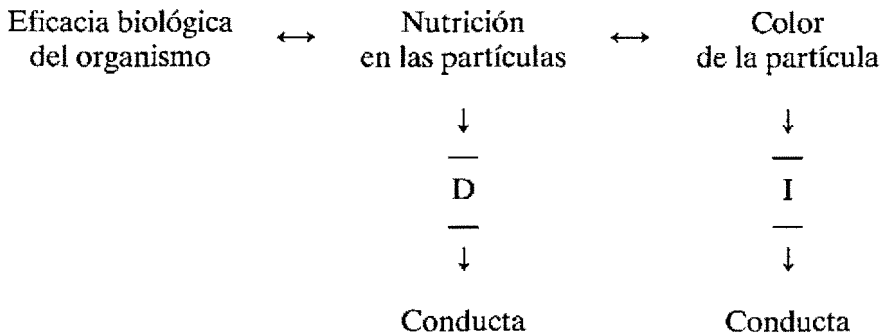 Eficacia biológica ↔ Nutrición ↔ Color
del organismo en las partículas de la partícula
↓ ↓
D I
↓ ↓
Conducta Conducta